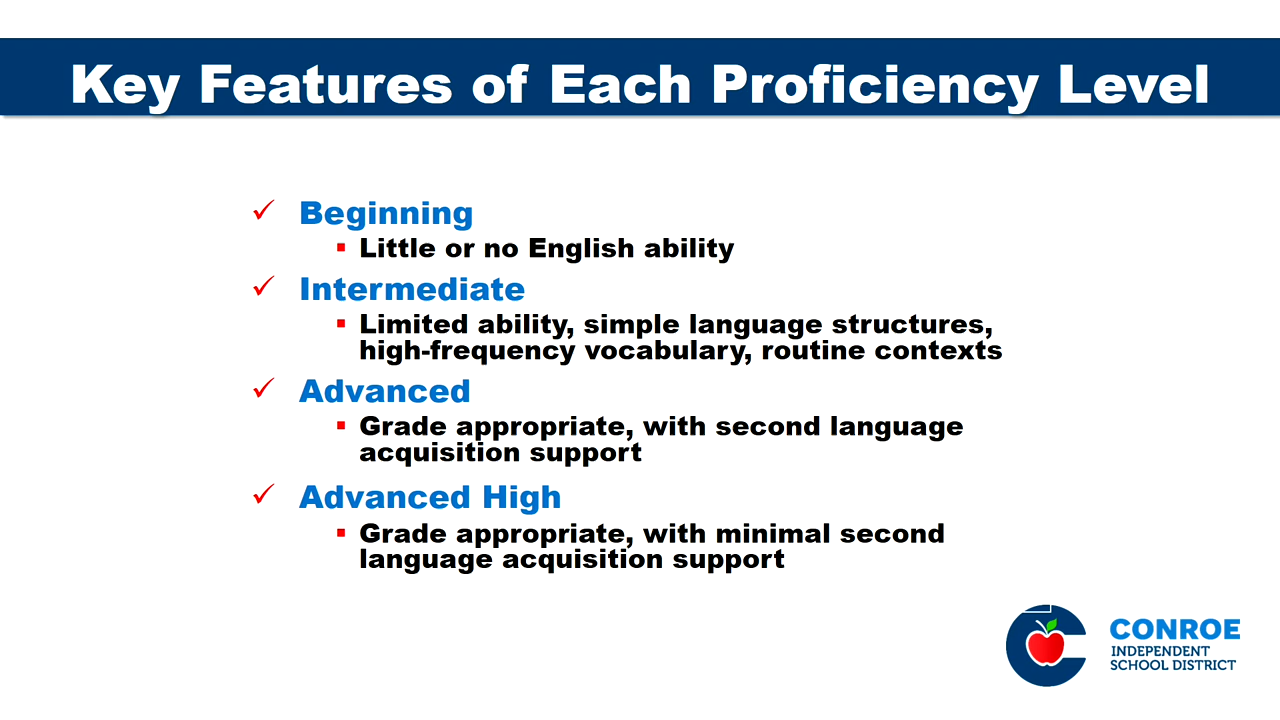 Key Features of Each Proficiency Level
Beginning
Little or no English ability
Intermediate
Limited ability, simple language structures,
high-frequency vocabulary, routine contexts
Advanced
Grade appropriate, with second language
acquisition support
Advanced High
Grade appropriate, with minimal second
language acquisition support
CONROE
INDEPENDENT
SCHOOL DISTRICT